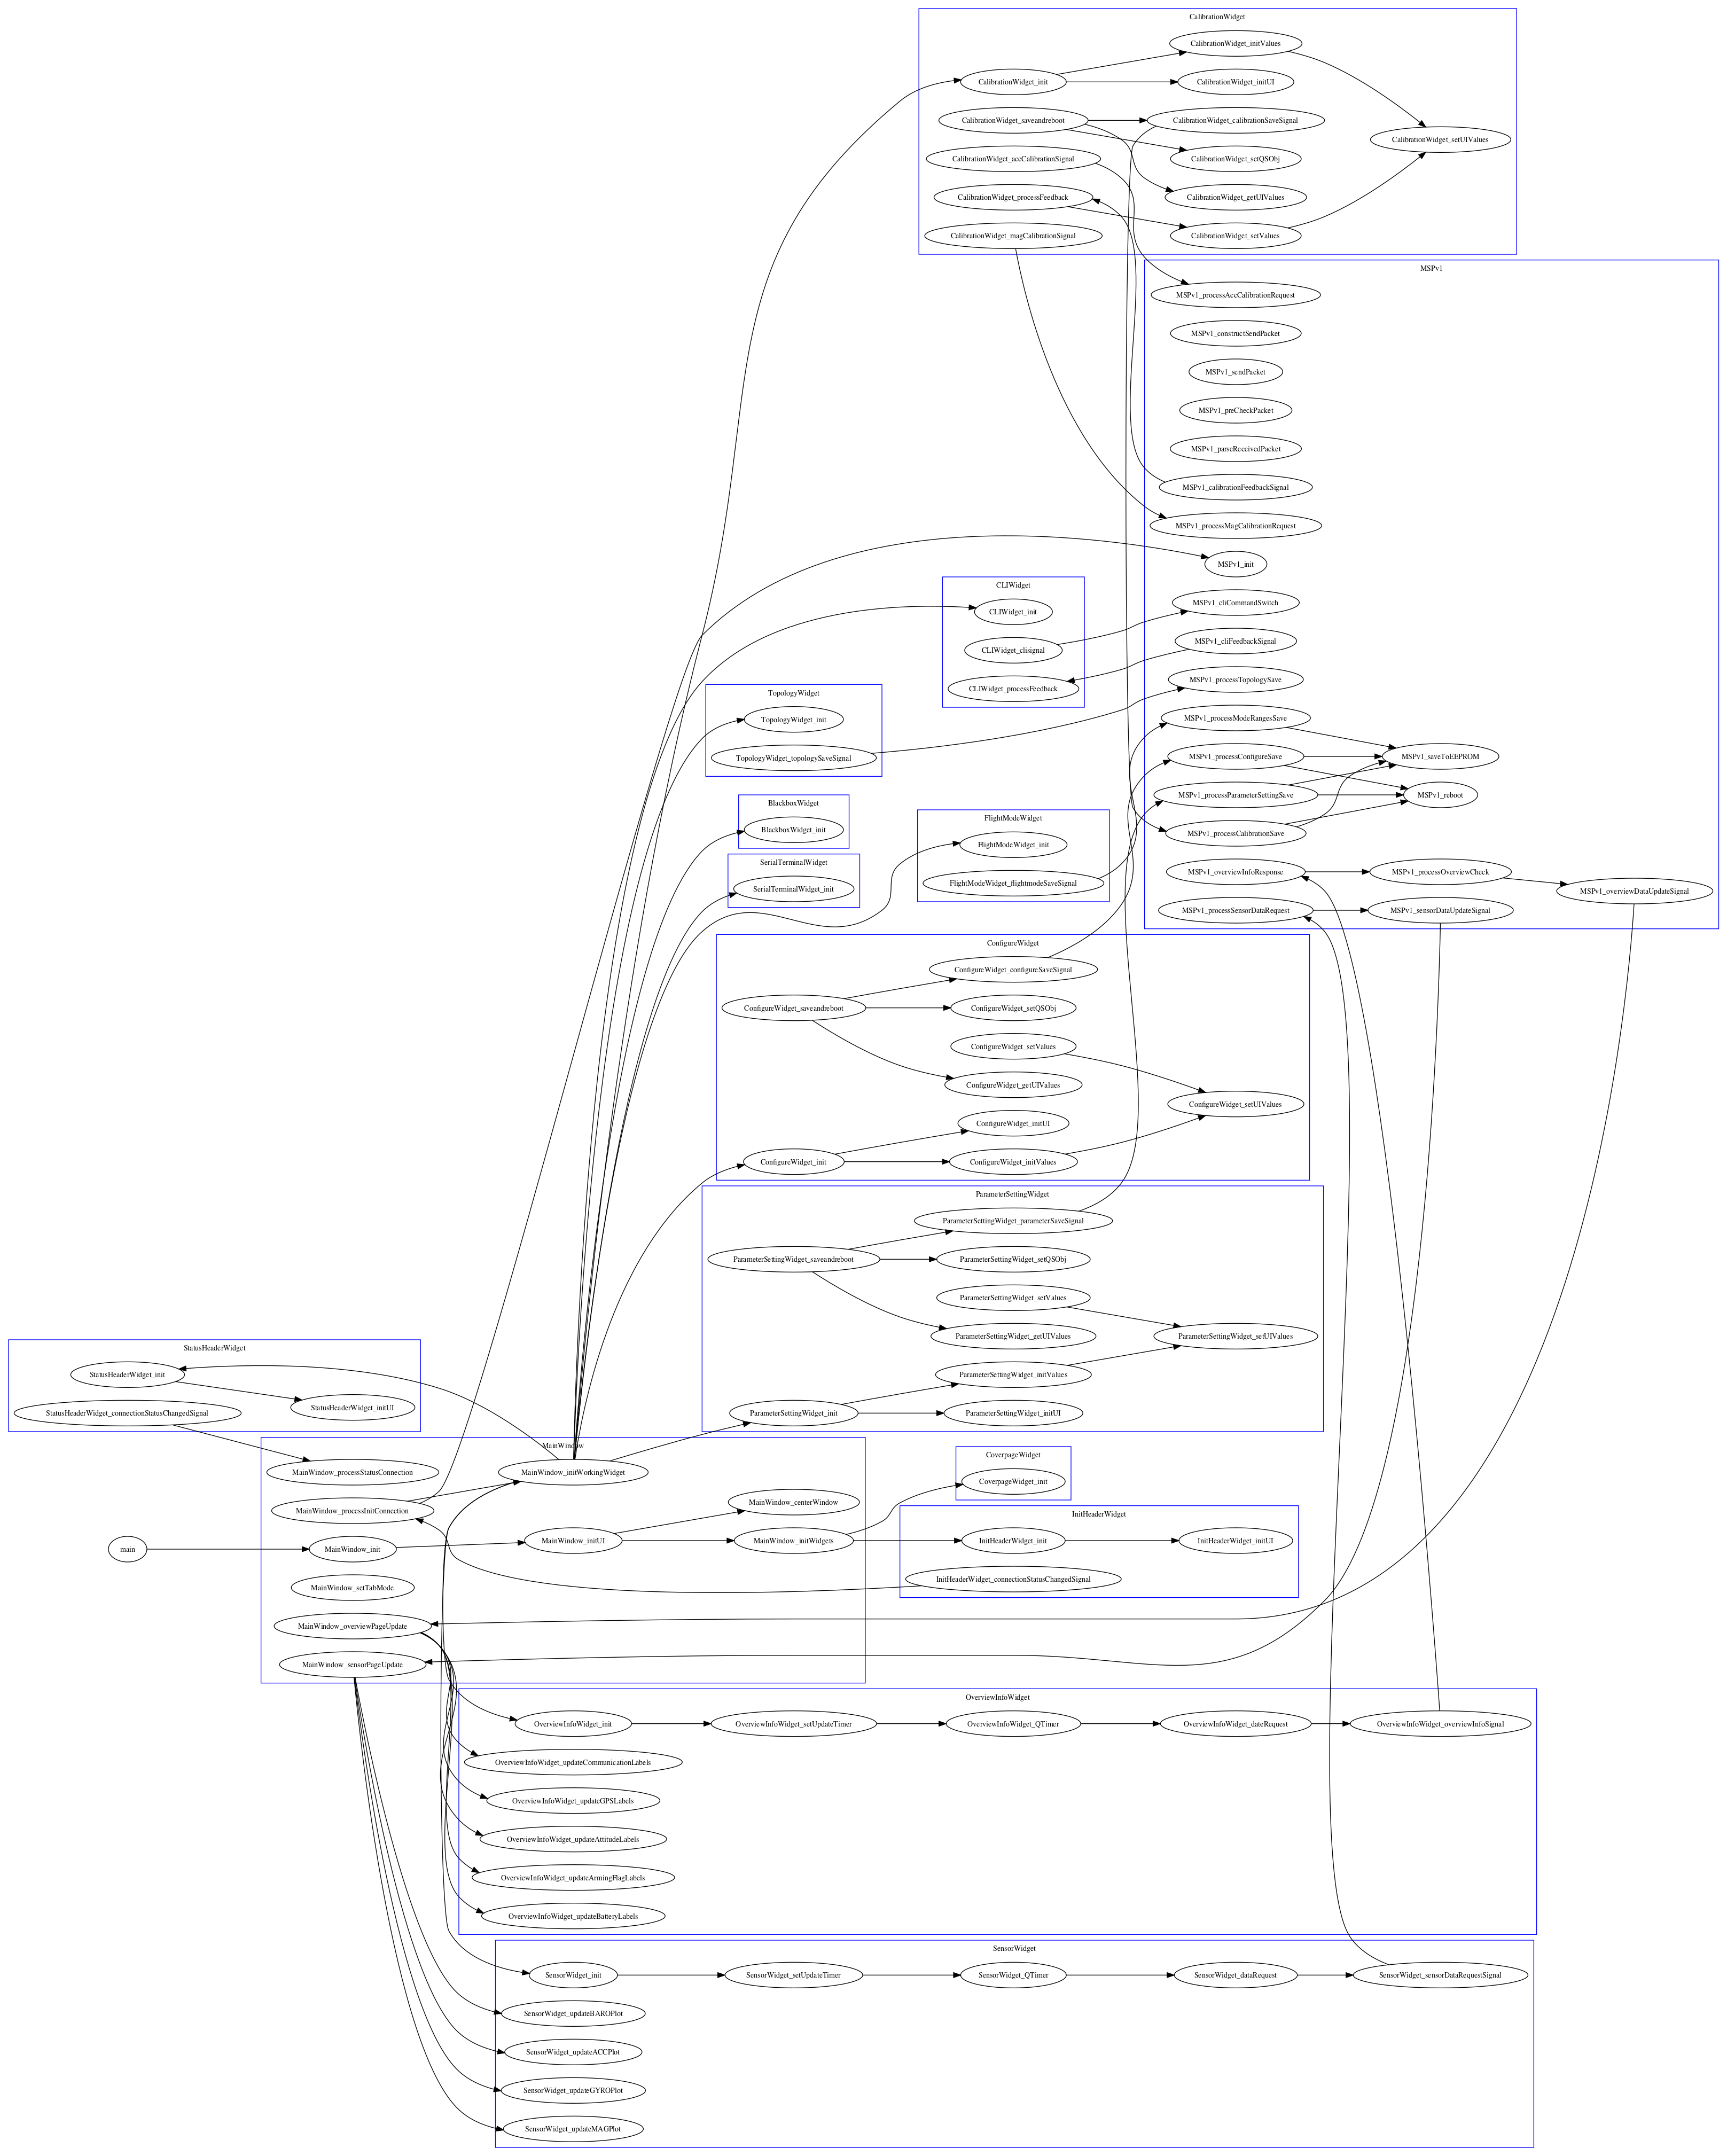 CalibrationWidget
CalibrationWidget_initValues
CalibrationWidget_init
CalibrationWidget_initUI
CalibrationWidget_saveandreboot
CalibrationWidget_calibrationSaveSignal
CalibrationWidget_setUIValues
CalibrationWidget_accCalibrationSignal
CalibrationWidget_setQSObj
CalibrationWidget_processFeedback
CalibrationWidget_getUIValues
CalibrationWidget_magCalibrationSignal
CalibrationWidget_setValues
MSPv1
MSPv1_processAccCalibrationRequest
MSPv1_constructSendPacket
MSPv1_sendPacket
MSPv1_preCheckPacket
MSPv1_parseReceivedPacket
MSPv1_calibrationFeedbackSignal
MSPv1_processMagCalibrationRequest
MSPv1_init
MSPv1_cliCommandSwitch
MSPv1_cliFeedbackSignal
MSPv1_processTopologySave
MSPv1_processModeRangesSave
MSPv1_processConfigureSave
MSPv1_saveToEEPROM
MSPv1_processParameterSettingSave
MSPv1_reboot
MSPv1_processCalibrationSave
MSPv1_overviewInfoResponse
MSPv1_processOverviewCheck
MSPv1_overviewDataUpdateSignal
MSPv1_processSensorDataRequest
MSPv1_sensorDataUpdateSignal
CLIWidget
CLIWidget_init
CLIWidget_clisignal
CLIWidget_processFeedback
TopologyWidget
TopologyWidget_init
TopologyWidget_topologySaveSignal
BlackboxWidget
BlackboxWidget_init
SerialTerminalWidget
SerialTerminalWidget_init
FlightModeWidget
FlightModeWidget_init
FlightModeWidget_flightmodeSaveSignal
ConfigureWidget
ConfigureWidget_configureSaveSignal
ConfigureWidget_saveandreboot
ConfigureWidget_setQSObj
ConfigureWidget_setValues
ConfigureWidget_getUIValues
ConfigureWidget_setUIValues
ConfigureWidget_initUI
ConfigureWidget_init
ConfigureWidget_initValues
ParameterSettingWidget
ParameterSettingWidget_parameterSaveSignal
ParameterSettingWidget_saveandreboot
ParameterSettingWidget_setQSObj
ParameterSettingWidget_setValues
ParameterSettingWidget_getUIValues
ParameterSettingWidget_setUIValues
ParameterSettingWidget_initValues
ParameterSettingWidget_init
ParameterSettingWidget_initUI
StatusHeaderWidget
StatusHeaderWidget_init
StatusHeaderWidget_initUI
StatusHeaderWidget_connectionStatusChangedSignal
MainWindow
MainWindow_processStatusConnection
MainWindow_initWorkingWidget
MainWindow_processInitConnection
MainWindow_centerWindow
main
MainWindow_init
MainWindow_initUI
MainWindow_initWidgets
MainWindow_setTabMode
MainWindow_overviewPageUpdate
MainWindow_sensorPageUpdate
CoverpageWidget
CoverpageWidget_init
InitHeaderWidget
InitHeaderWidget_init
InitHeaderWidget_initUI
InitHeaderWidget_connectionStatusChangedSignal
OverviewInfoWidget
OverviewInfoWidget_init
OverviewInfoWidget_setUpdateTimer
OverviewInfoWidget_QTimer
OverviewInfoWidget_dateRequest
OverviewInfoWidget_overviewInfoSignal
OverviewInfoWidget_updateCommunicationLabels
OverviewInfoWidget_updateGPSLabels
OverviewInfoWidget_updateAttitudeLabels
OverviewInfoWidget_updateArmingFlagLabels
OverviewInfoWidget_updateBatteryLabels
SensorWidget
SensorWidget_init
SensorWidget_setUpdateTimer
SensorWidget_QTimer
SensorWidget_dataRequest
SensorWidget_sensorDataRequestSignal
SensorWidget_updateBAROPlot
SensorWidget_updateACCPlot
SensorWidget_updateGYROPlot
SensorWidget_updateMAGPlot